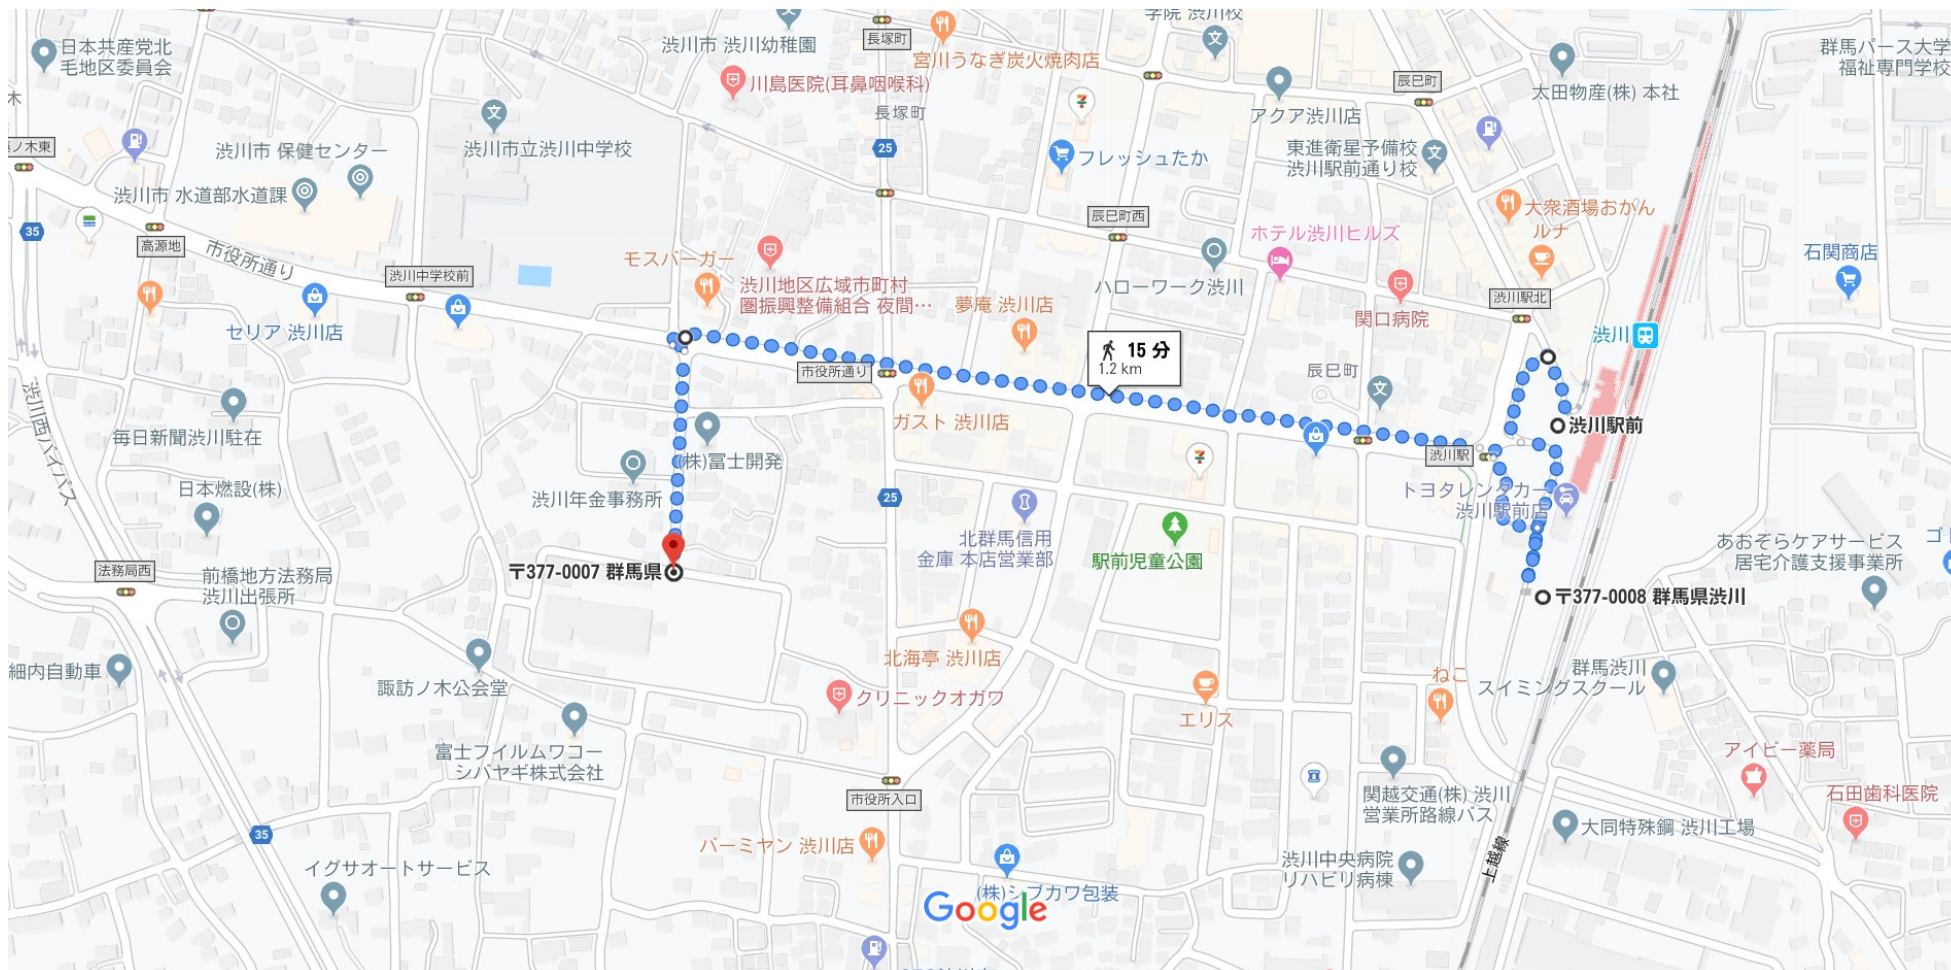 学院 渋川校
日本共産党北
毛地区委員会
渋川市 渋川幼稚園
長塚町
宮川うなぎ炭火焼肉店
群馬パース大学
福祉専門学校
川島医院(耳鼻咽喉科)
辰巳町
太田物産(株) 本社
木
長塚町
アクア渋川店
渋川市 保健センター
渋川市立渋川中学校
25
フレッシュたか
東進衛星予備校
渋川駅前通り校
ノ木東
渋川市 水道部水道課
35
高源地
市役所通り
渋川中学校前
モスバーガー
渋川地区広域市町村
圏振興整備組合 夜間…
辰巳町西
ハローワーク渋川
ホテル渋川ヒルズ
大衆酒場おかん
ルナ
石関商店
セリア 渋川店
夢庵 渋川店
関口病院
渋川駅北
渋川
15 分
1.2 km
市役所通り
辰巳町
渋川西バイパス
毎日新聞渋川駐在
(株)冨士開発
ガスト 渋川店
渋川駅前
渋川駅
日本燃設(株)
渋川年金事務所
25
トヨタレンタカー
渋川駅前店
北群馬信用
金庫 本店営業部
駅前児童公園
あおぞらケアサービス
居宅介護支援事業所
法務局西
前橋地方法務局
渋川出張所
〒377-0007 群馬県
〒377-0008 群馬県渋川
細内自動車
諏訪ノ木公会堂
北海亭 渋川店
クリニックオガワ
エリス
ねこ
群馬渋川
スイミングスクール
富士フイルムワコー
シバヤギ株式会社
市役所入口
関越交通(株) 渋川
営業所路線バス
アイビー薬局
石田歯科医院
35
イグサオートサービス
バーミヤン 渋川店
(株)シブカワ包装
渋川中央病院
リハビリ病棟
上越線
大同特殊鋼 渋川工場
Google